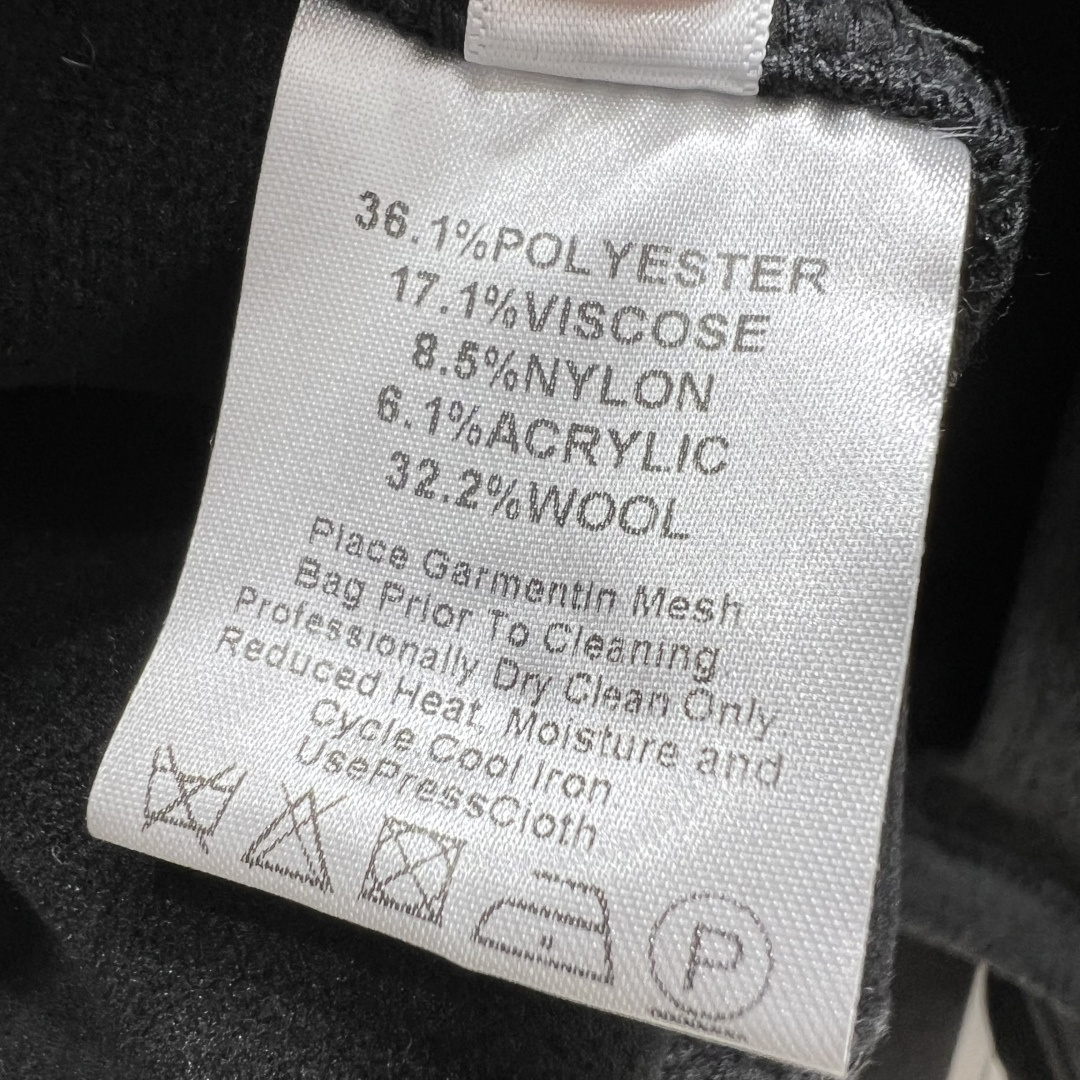 36.1%POLYESTER
17.1%VISCOSE
8.5%NYLON
6.1%ACRYLIC
32.2%WOOL
Place Garmentin Mesh
Bag Prior To Cleaning
Professionally Dry Clean Only.
Reduced Heat, Moisture and
Cycle Cool Iron
UsePressCloth
P